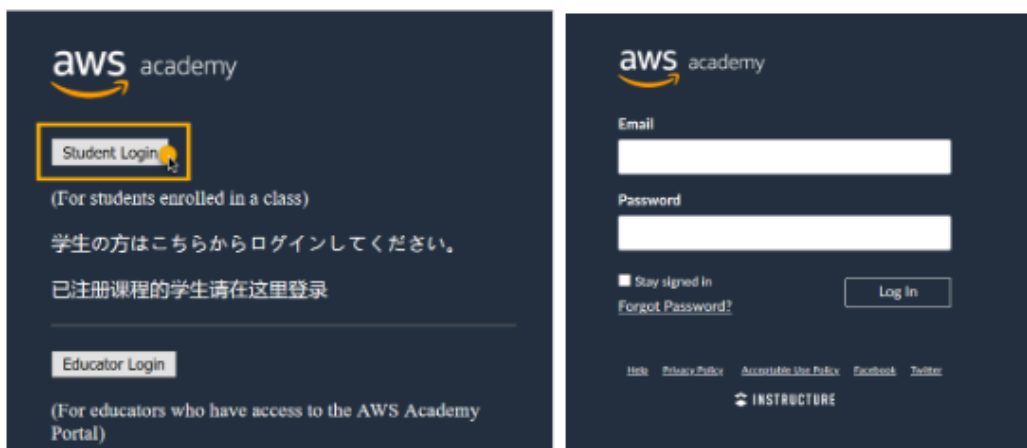 aws academy
Student Login
(For students enrolled in a class)
学生の方はこちらからログインしてください。
已注册课程的学生请在这里登录
Educator Login
(For educators who have access to the AWS Academy
Portal)
aws academy
Email
Password
Stay signed in
Forgot Password?
Log In
Help Privacy Policy Acceptable Use Policy Facebook Twitter
INSTRUCTURE